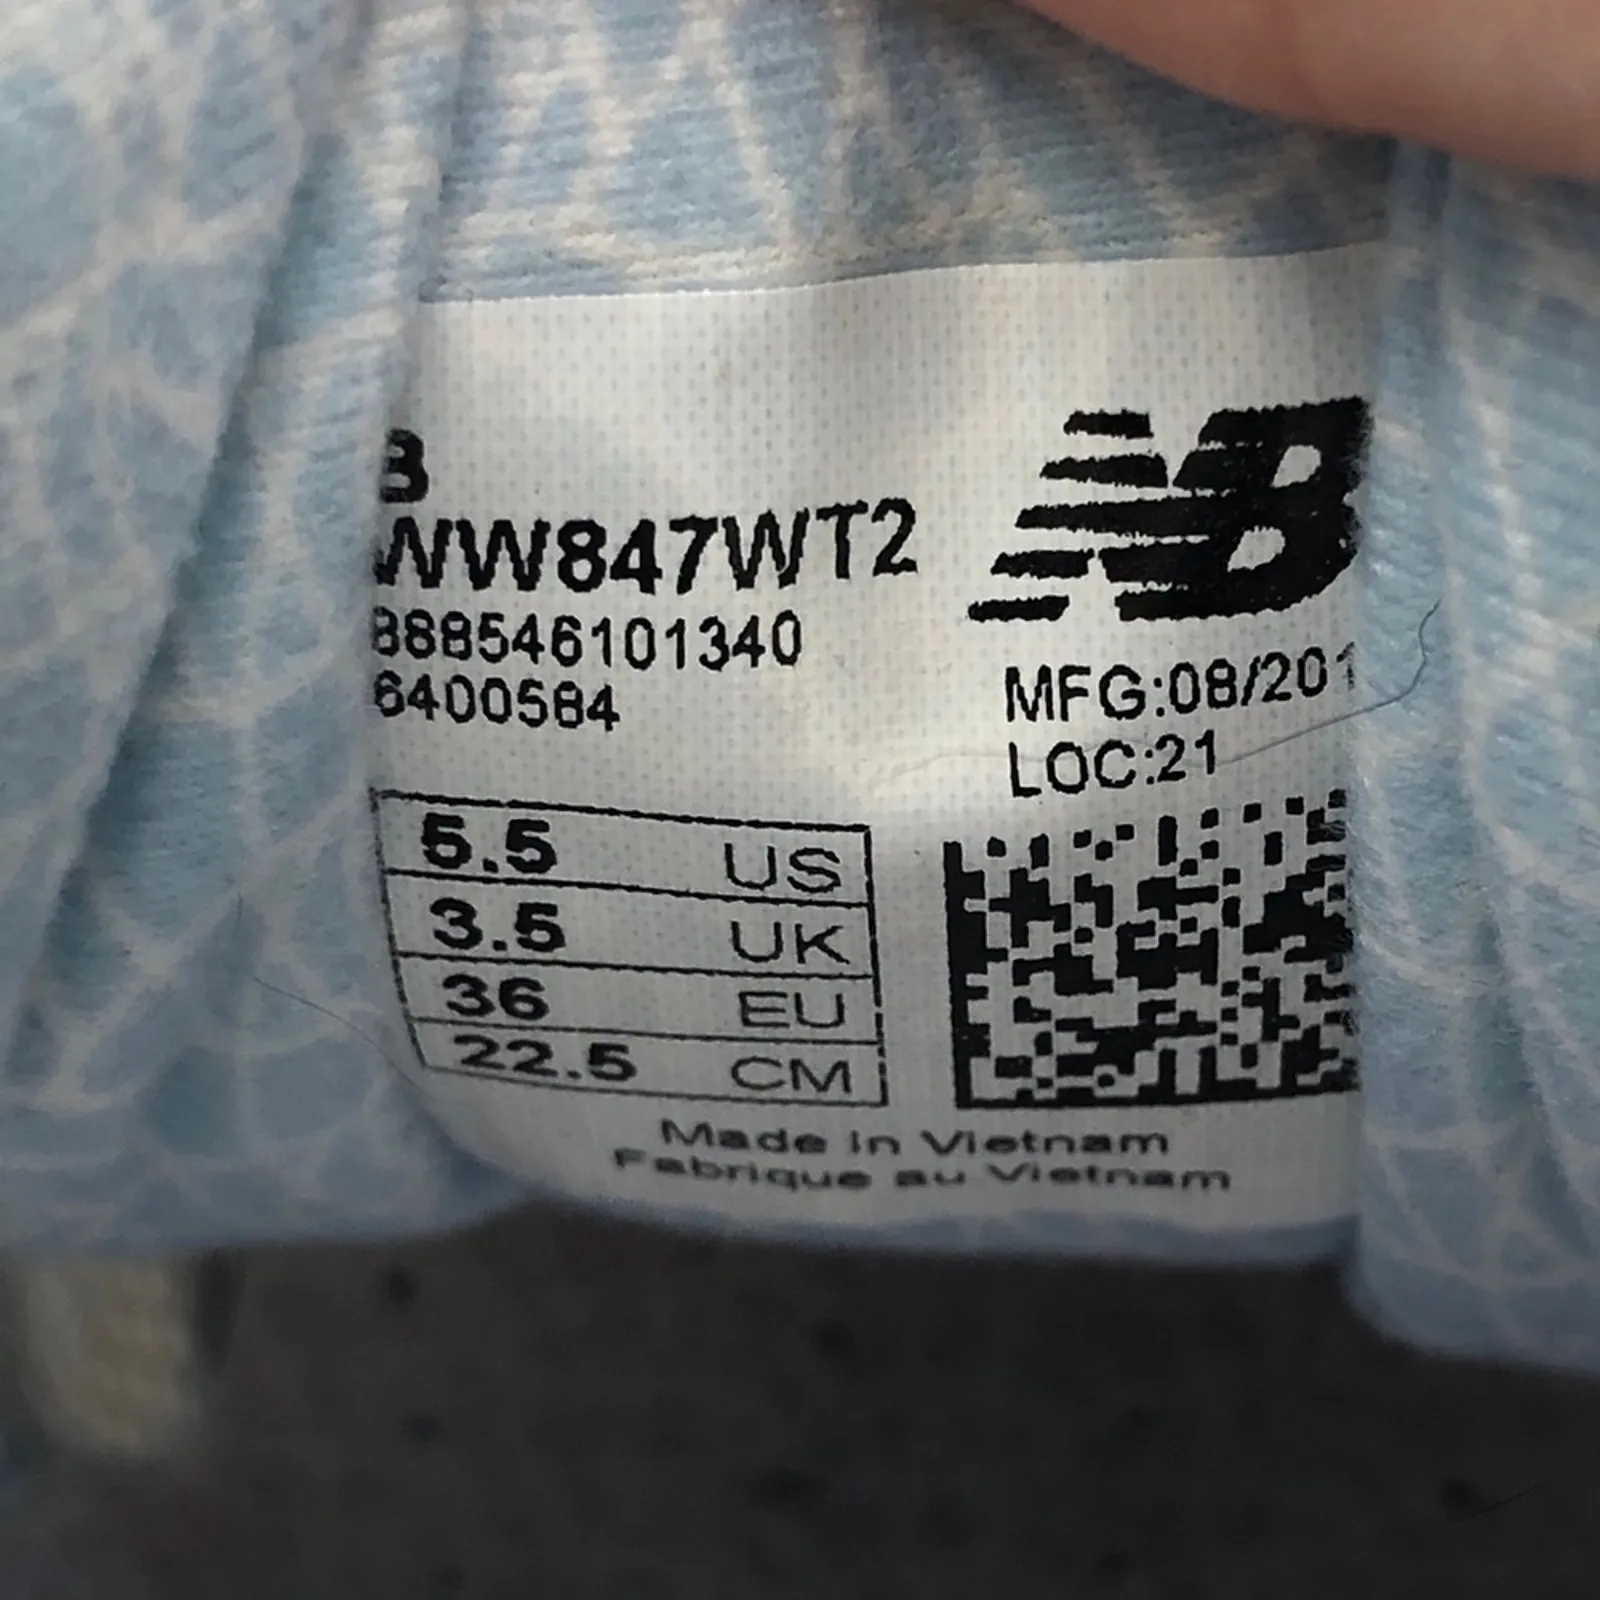 B
WW847WT2
888546101340
6400584
NB
MFG:08/201
LOC:21
5.5 US
3.5 UK
36 EU
22.5 CM
Made in Vietnam
Fabrique au Vietnam